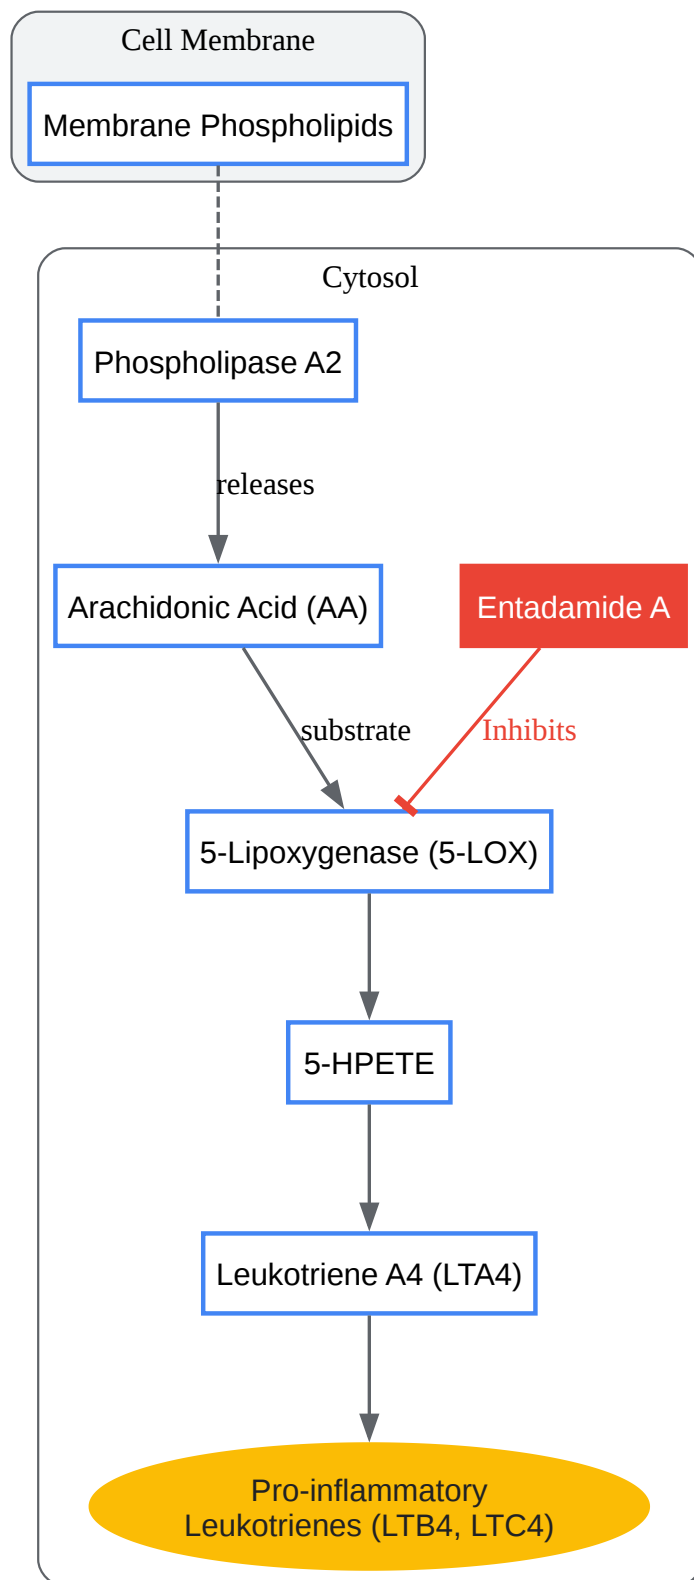 Cell Membrane
Membrane Phospholipids
Cytosol
Phospholipase A2
releases
Arachidonic Acid (AA)
Entadamide A
substrate
Inhibits
5-Lipoxygenase (5-LOX)
5-HPETE
Leukotriene A4 (LTA4)
Pro-inflammatory
Leukotrienes (LTB4, LTC4)